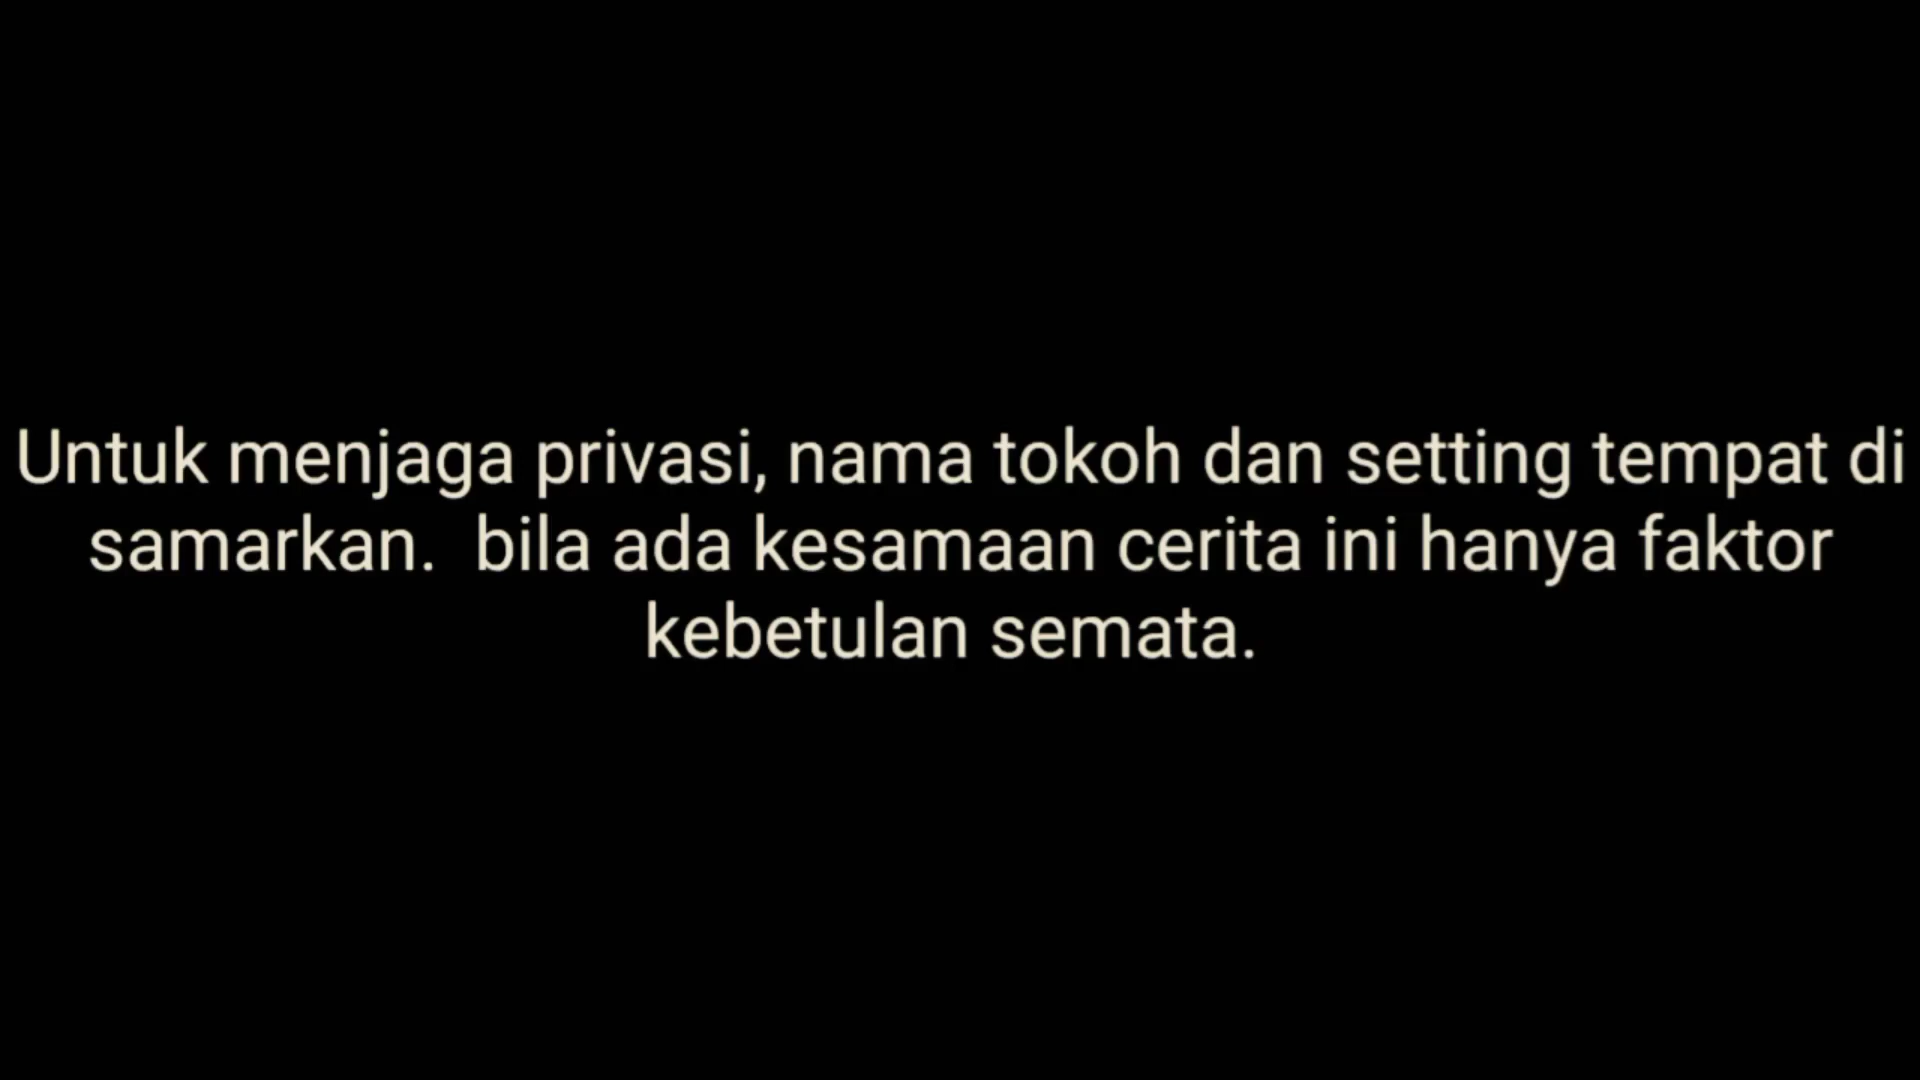 Untuk menjaga privasi, nama tokoh dan setting tempat di
samarkan.  bila ada kesamaan cerita ini hanya faktor
kebetulan semata.